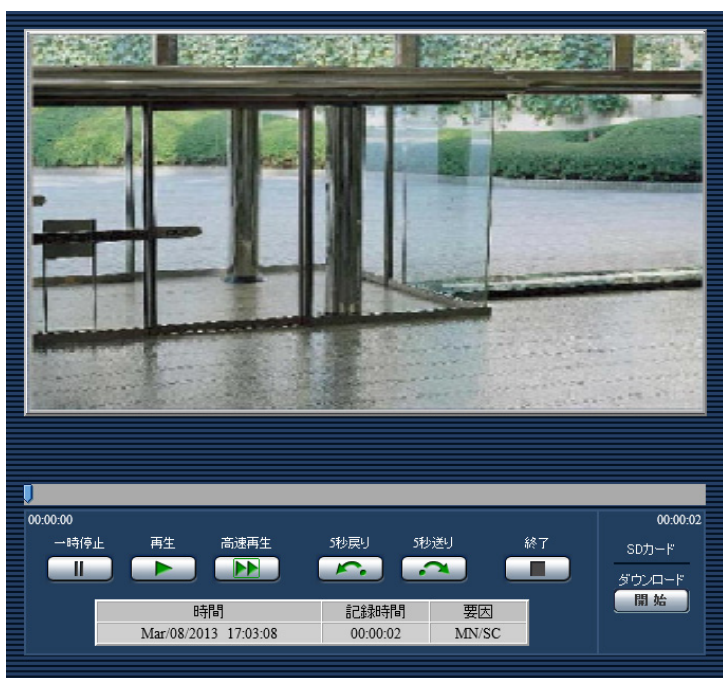 00:00:00
00:00:02
一時停止 再生 高速再生 5秒戻り 5秒送り 終了
SDカード
ダウンロード
開始
時間 記録時間 要因
Mar/08/2013 17:03:08 00:00:02 MN/SC